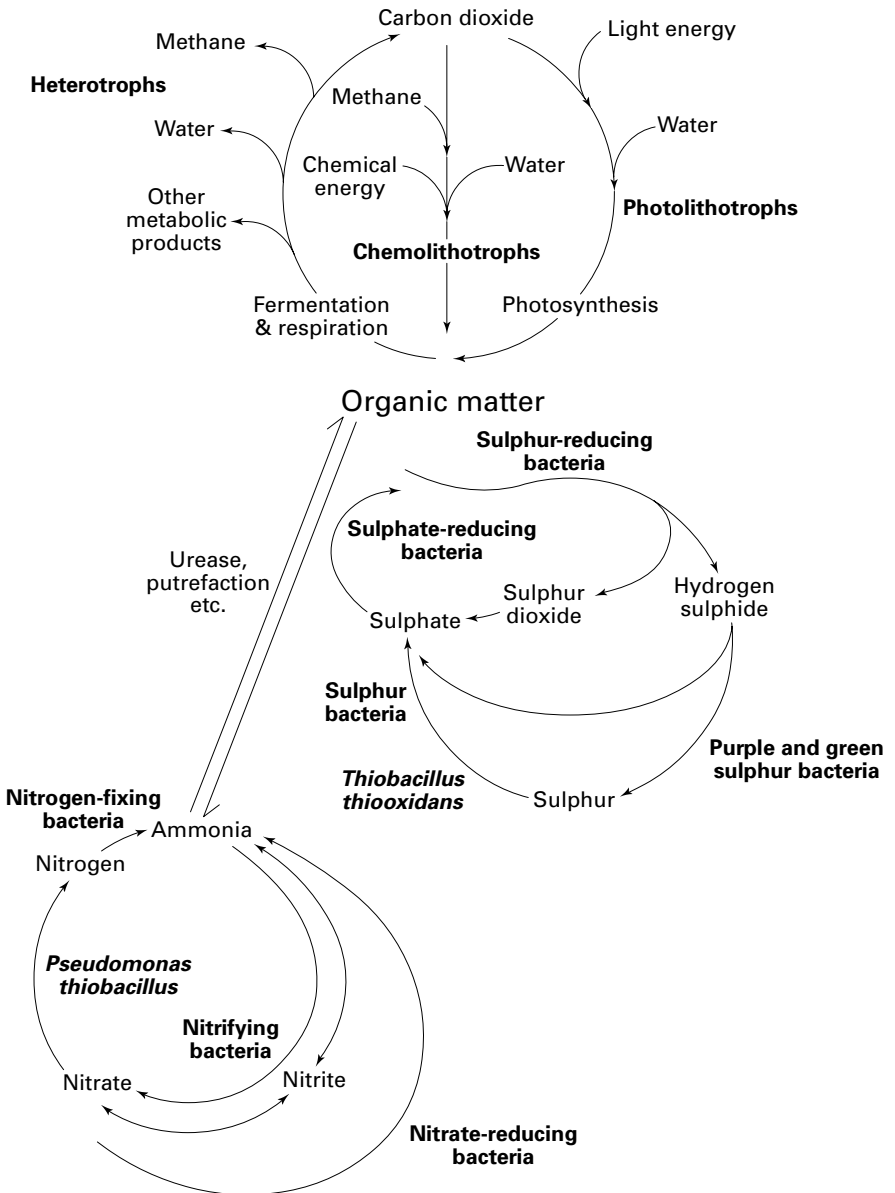 Carbon dioxide
Methane
Light energy
Heterotrophs
Methane
Water
Water
Chemical
energy
Water
Other
metabolic
products
Photolithotrophs
Chemolithotrophs
Fermentation
& respiration
Photosynthesis
Organic matter
Sulphur-reducing
bacteria
Sulphate-reducing
bacteria
Urease,
putrefaction
etc.
Sulphur
dioxide
Hydrogen
sulphide
Sulphate
Sulphur
bacteria
Purple and green
sulphur bacteria
Thiobacillus
thiooxidans
Sulphur
Nitrogen-fixing
bacteria
Ammonia
Nitrogen
Pseudomonas
thiobacillus
Nitrifying
bacteria
Nitrate
Nitrite
Nitrate-reducing
bacteria